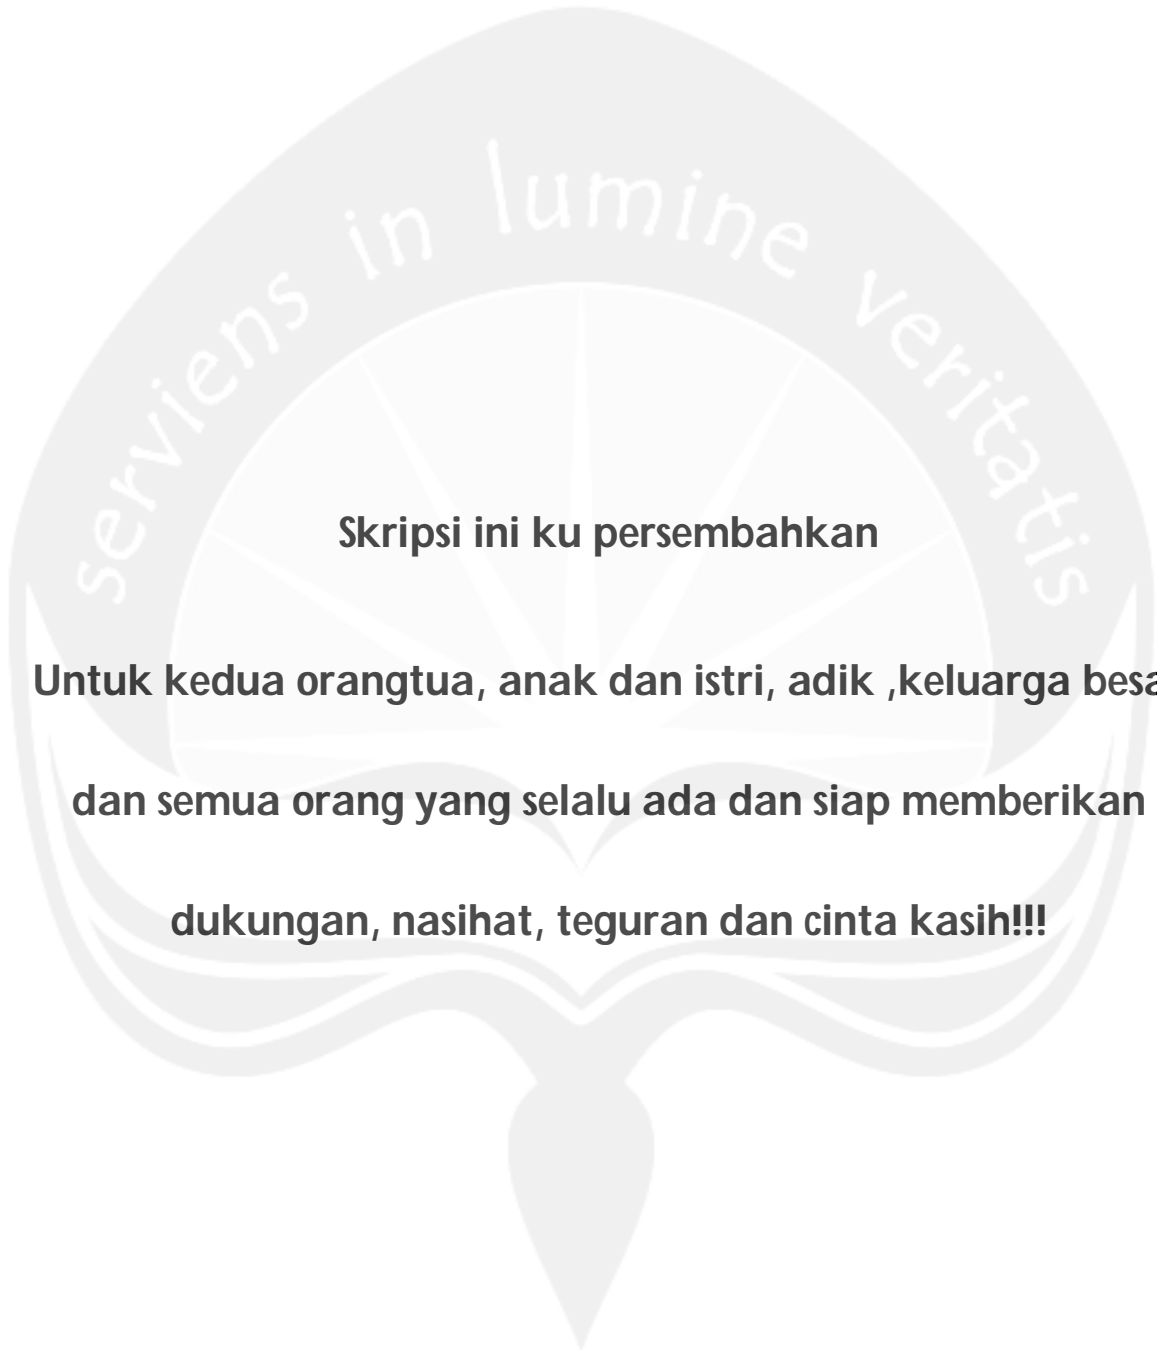 serviens in lumine veritatis
Skripsi ini ku persembahkan
Untuk kedua orangtua, anak dan istri, adik ,keluarga besa
dan semua orang yang selalu ada dan siap memberikan
dukungan, nasihat, teguran dan cinta kasih!!!